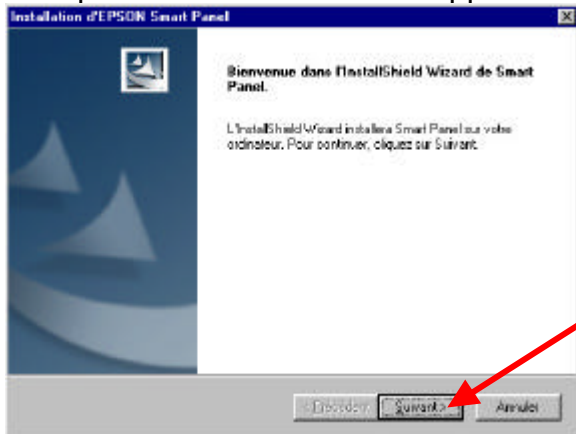 Installation d'EPSON Smart Panel
Bienvenue dans l'InstallShield Wizard de Smart
Panel.
L'InstallShield Wizard installera Smart Panel sur votre
ordinateur. Pour continuer, cliquez sur Suivant.
< Précédent Suivant > Annuler